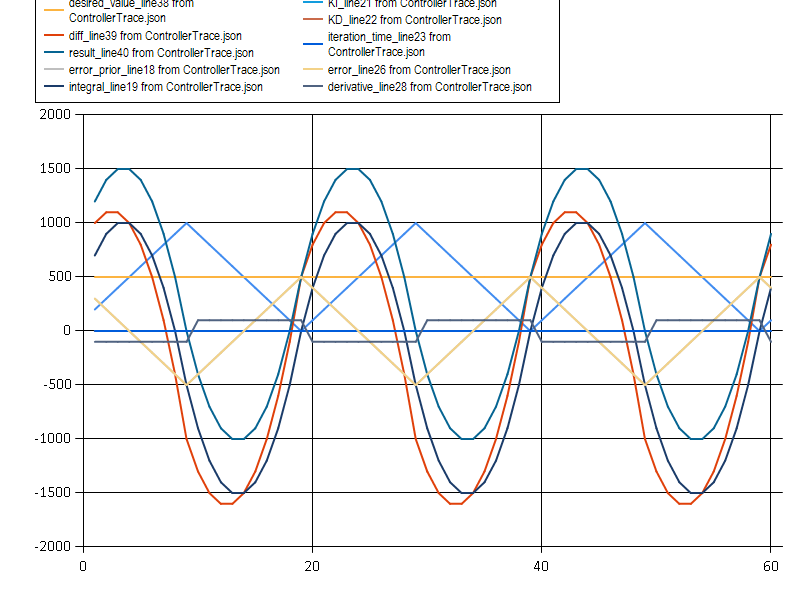 desired_value_line38 from
ControllerTrace.json
diff_line39 from ControllerTrace.json
result_line40 from ControllerTrace.json
error_prior_line18 from ControllerTrace.json
integral_line19 from ControllerTrace.json
KI_line21 from ControllerTrace.json
KD_line22 from ControllerTrace.json
iteration_time_line23 from
ControllerTrace.json
error_line26 from ControllerTrace.json
derivative_line28 from ControllerTrace.json
2000
1500
1000
500
0
-500
-1000
-1500
-2000
0 20 40 60